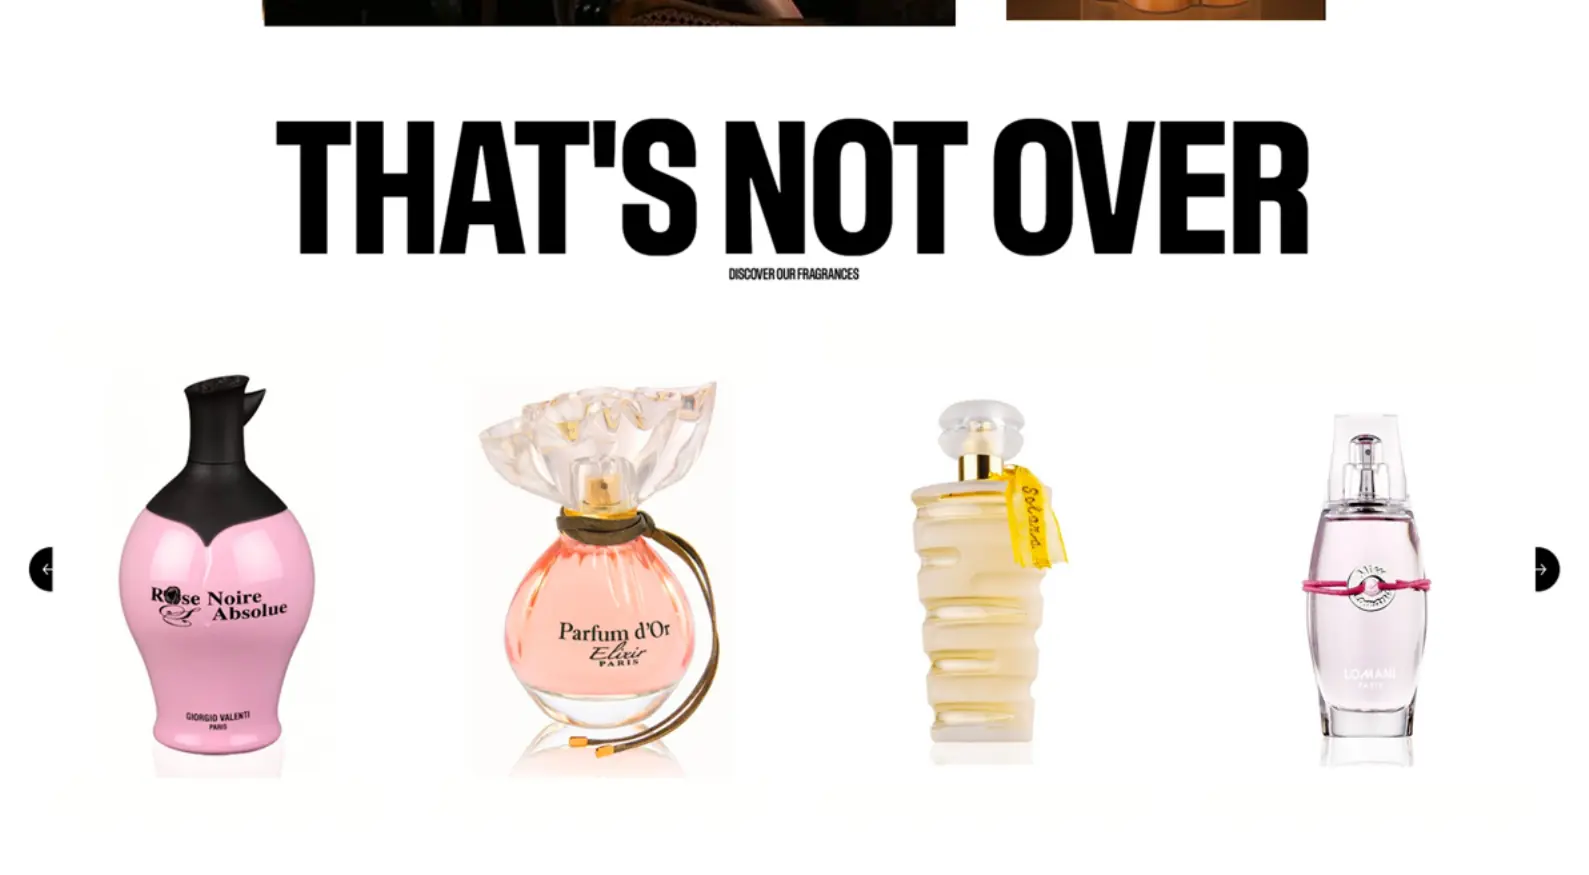 THAT'S NOT OVER
DISCOVER OUR FRAGRANCES
Rose Noire
Absolue
GIORGIO VALENTI
PARIS
Parfum d'Or
Elixir
PARIS
Solara
LOMANI
PARIS